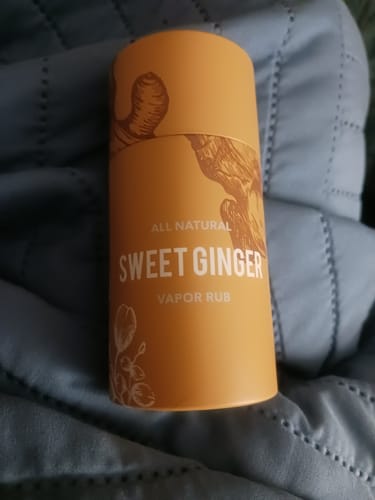 ALL NATURAL
SWEET GINGER
VAPOR RUB